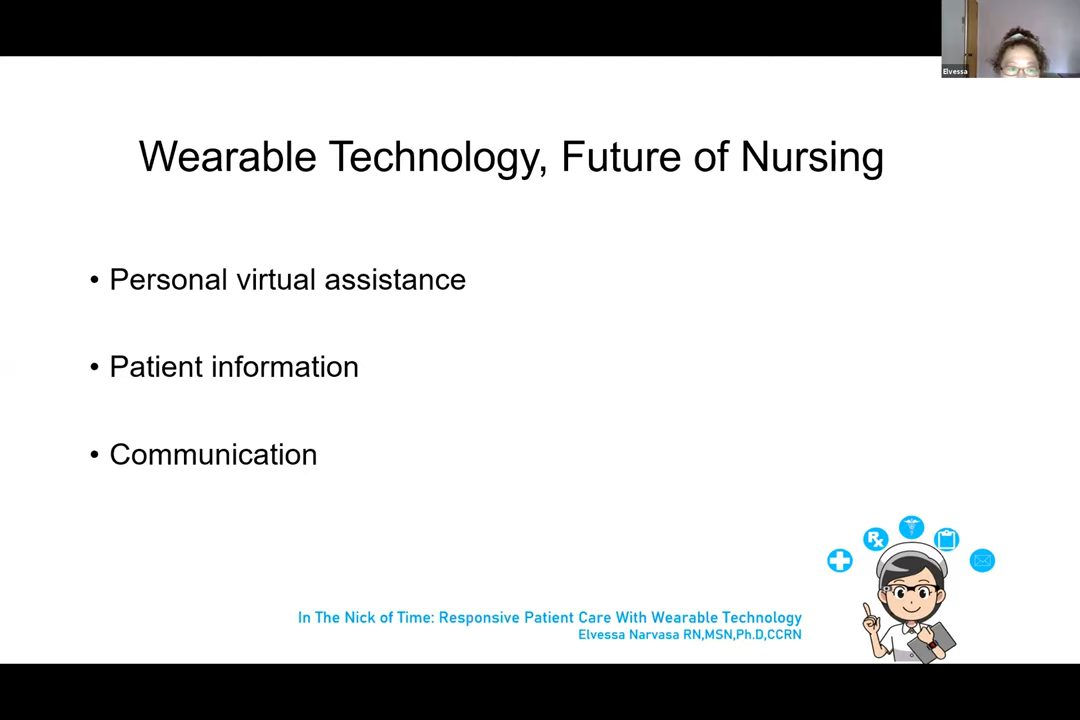 Elvessa
Wearable Technology, Future of Nursing
• Personal virtual assistance
• Patient information
• Communication
Rx
In The Nick of Time: Responsive Patient Care With Wearable Technology
Elvessa Narvasa RN,MSN,Ph.D,CCRN